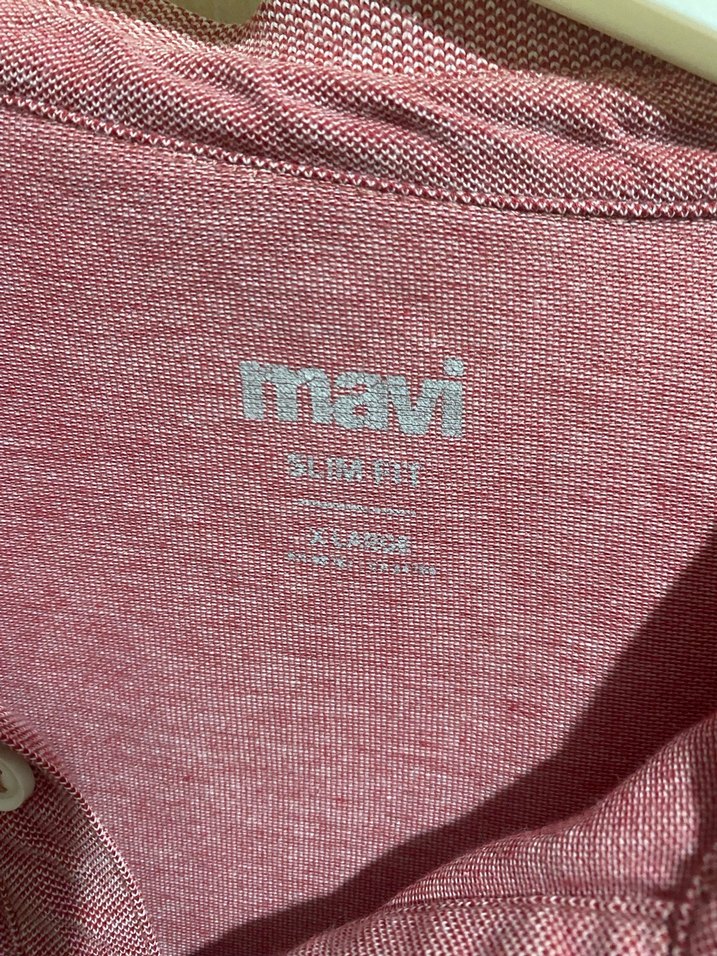 mavi
SLIM FIT
X LARGE